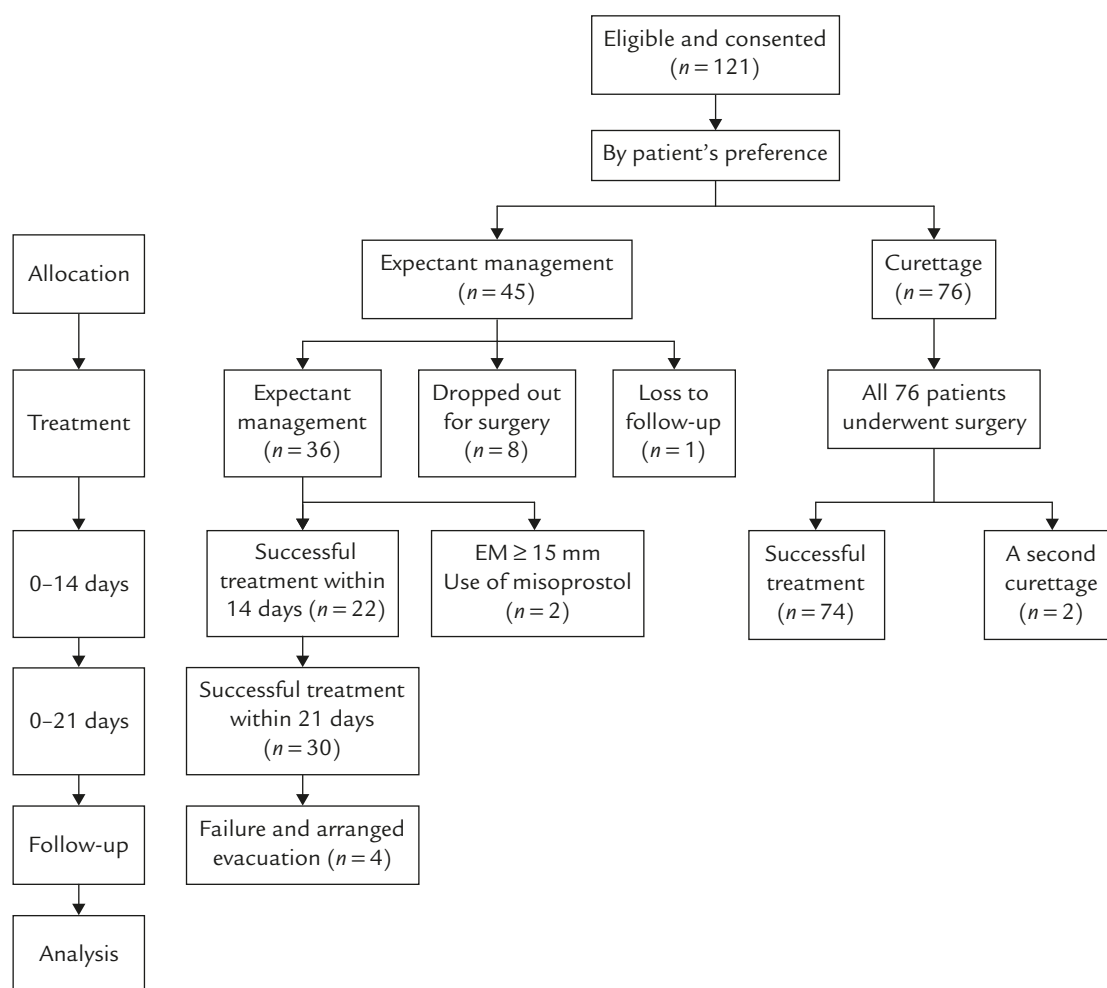 Eligible and consented
(n = 121)
By patient's preference
Allocation
Expectant management
(n = 45)
Curettage
(n = 76)
Treatment
Expectant
management
(n = 36)
Dropped out
for surgery
(n = 8)
Loss to
follow-up
(n = 1)
All 76 patients
underwent surgery
0–14 days
Successful
treatment within
14 days (n = 22)
EM ≥ 15 mm
Use of misoprostol
(n = 2)
Successful
treatment
(n = 74)
A second
curettage
(n = 2)
0–21 days
Successful treatment
within 21 days
(n = 30)
Follow-up
Failure and arranged
evacuation (n = 4)
Analysis